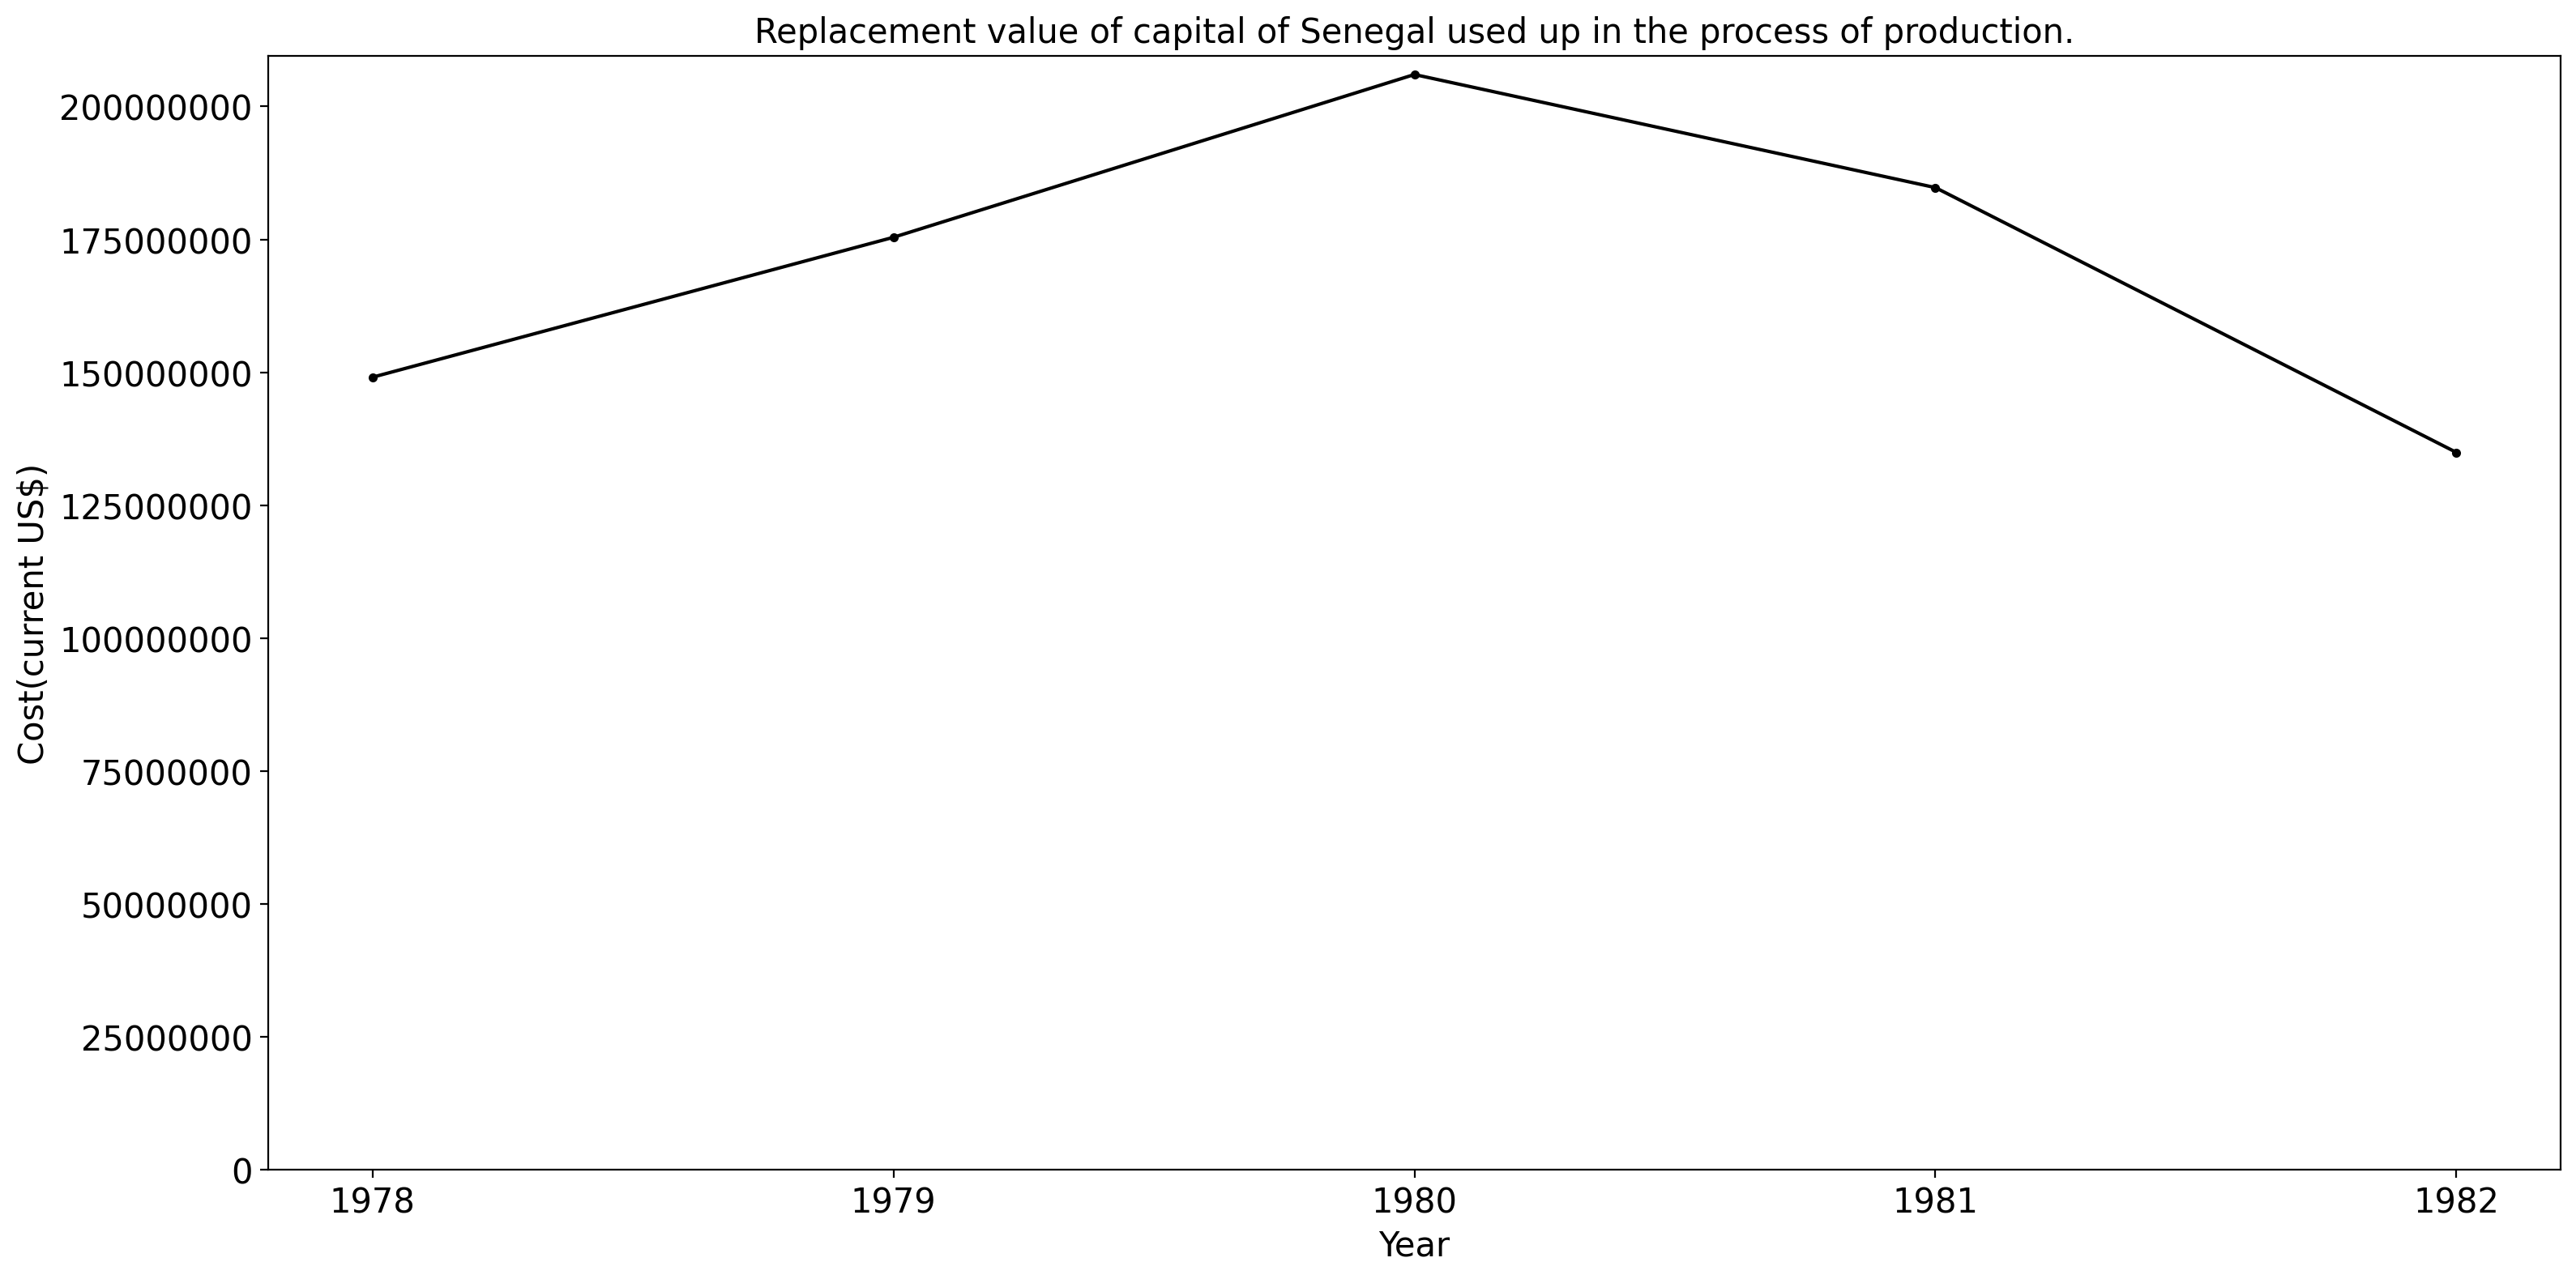 Replacement value of capital of Senegal used up in the process of production.
200000000
175000000
150000000
125000000
100000000
75000000
50000000
25000000
0
Cost(current US$)
1978 1979 1980 1981 1982
Year